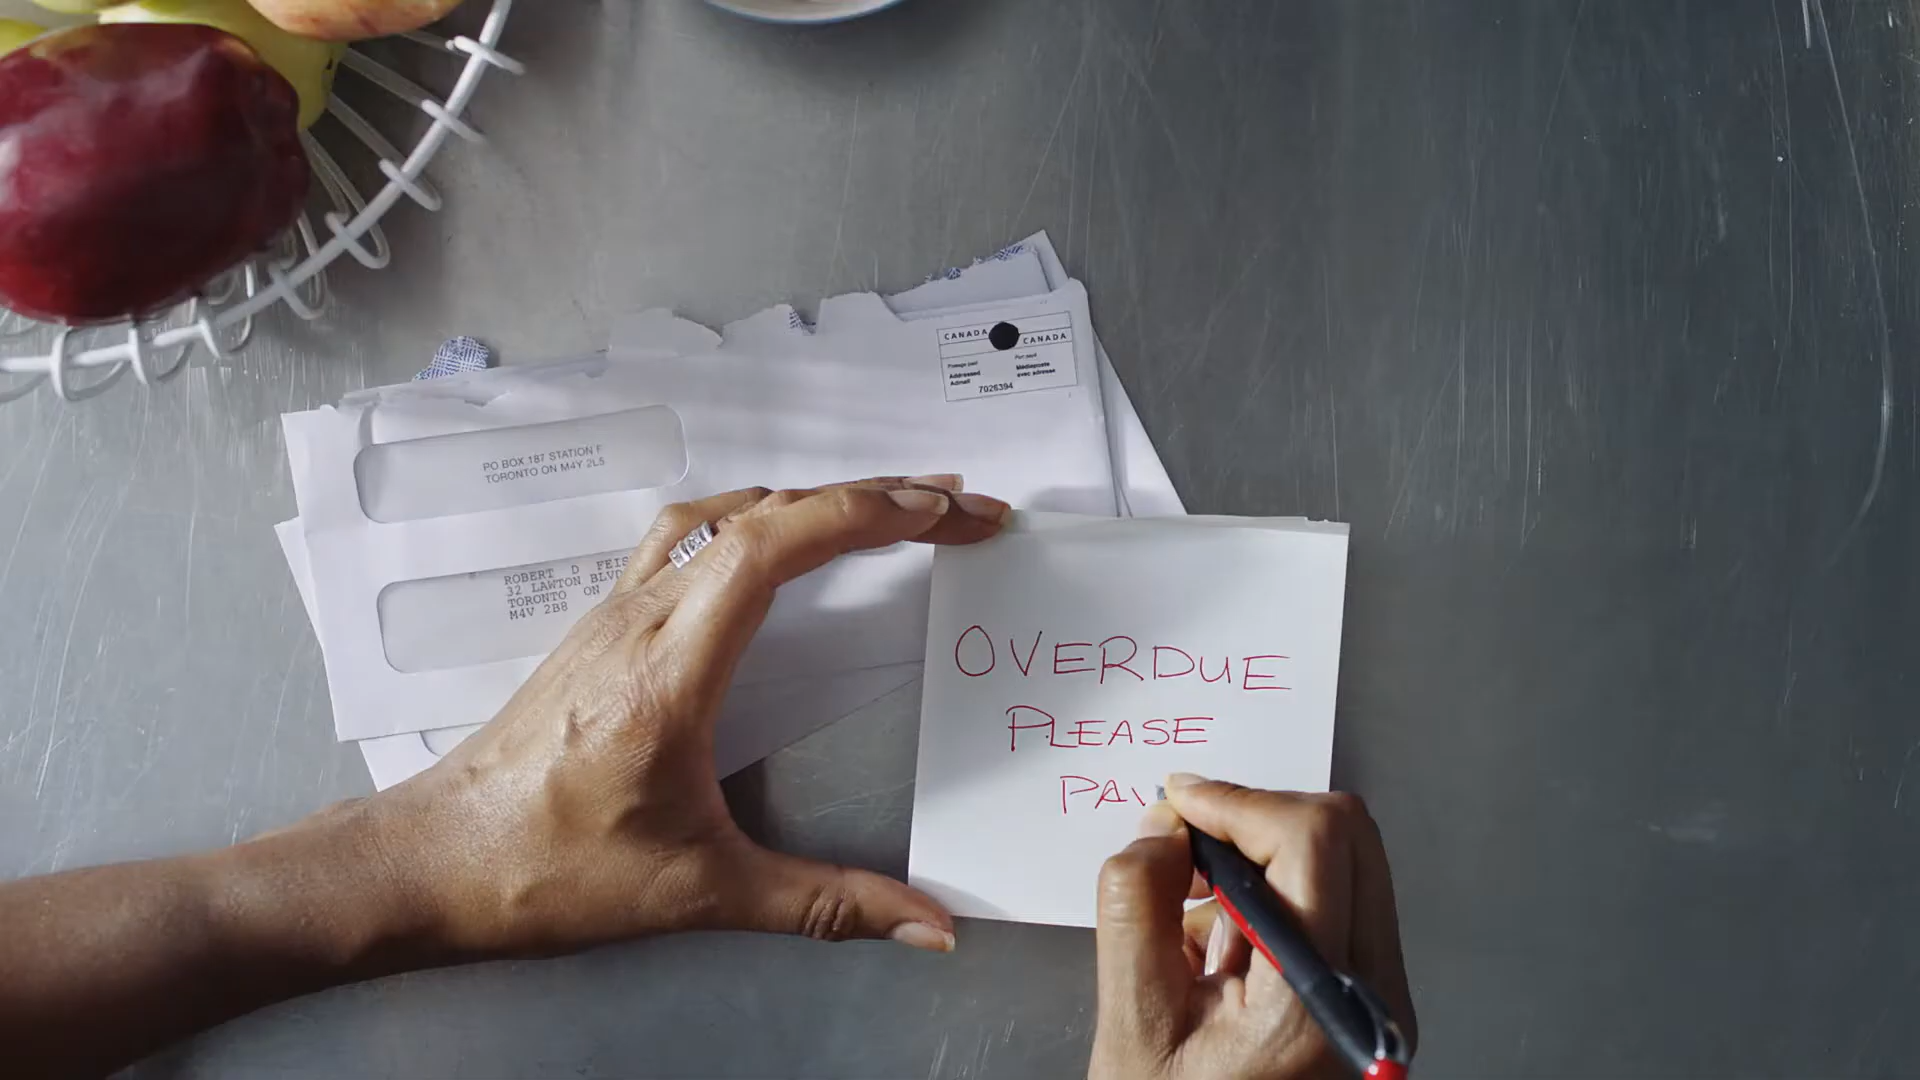 CANADA CANADA
Postage paid Port payé
Addressed Médiaposte
Admail avec adresse
7026394
PO BOX 187 STATION F
TORONTO ON M4Y 2L5
ROBERT D FEIS
32 LAWTON BLVD
TORONTO ON
M4V 2B8
OVERDUE
PLEASE
PA